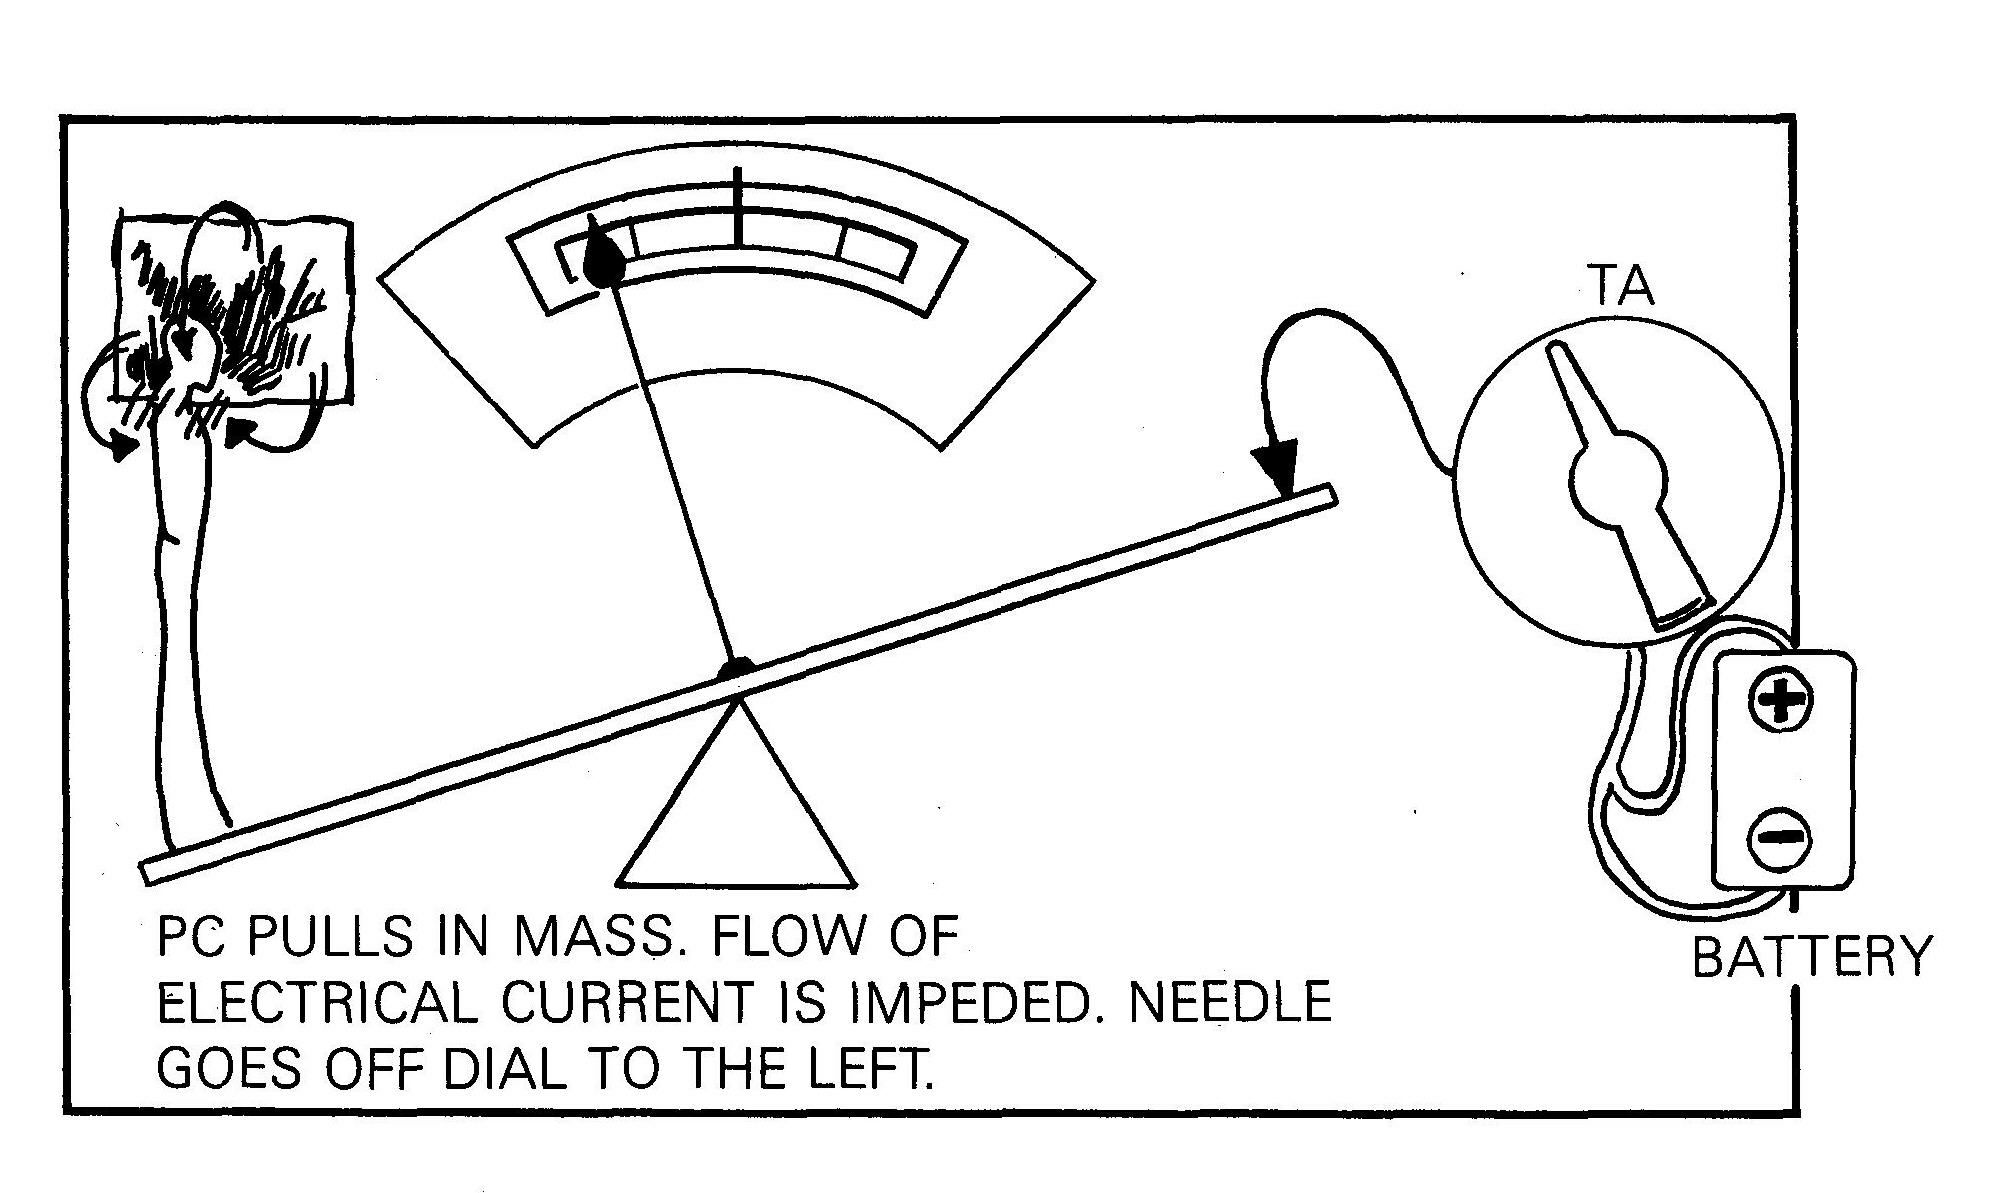 TA
+
-
BATTERY
PC PULLS IN MASS. FLOW OF
ELECTRICAL CURRENT IS IMPEDED. NEEDLE
GOES OFF DIAL TO THE LEFT.